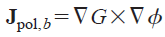 J_pol,b = ∇G × ∇ϕ